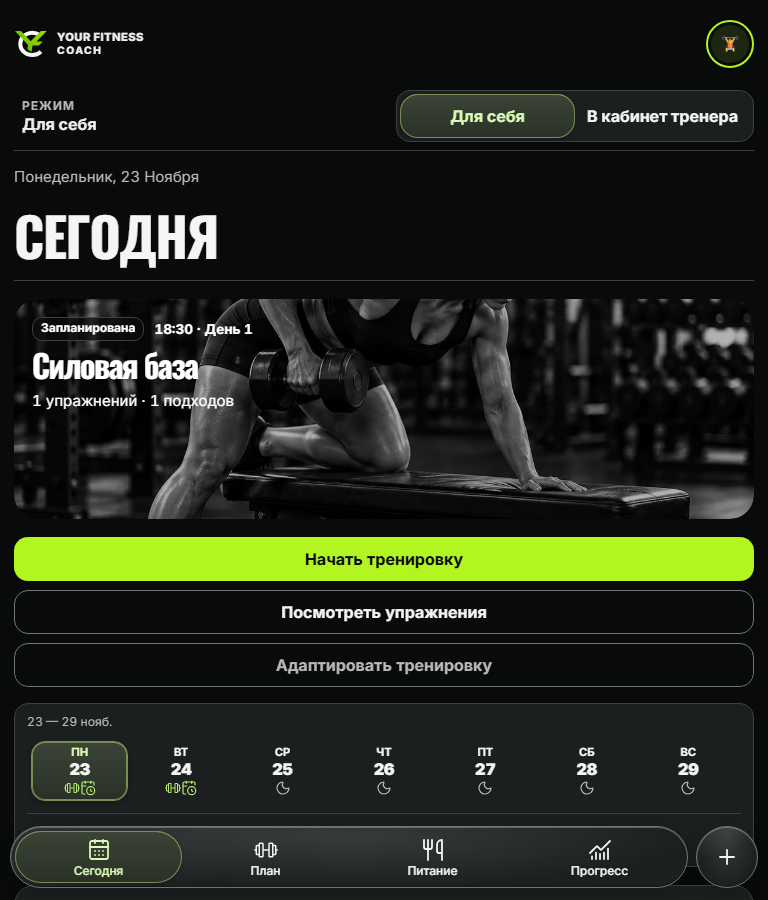 YOUR FITNESS
COACH
РЕЖИМ
Для себя
Для себя
В кабинет тренера
Понедельник, 23 Ноября
СЕГОДНЯ
Запланирована
18:30 · День 1
Силовая база
1 упражнений · 1 подходов
Начать тренировку
Посмотреть упражнения
Адаптировать тренировку
23 — 29 нояб.
ПН
23
ВТ
24
СР
25
ЧТ
26
ПТ
27
СБ
28
ВС
29
Сегодня
План
Питание
Прогресс